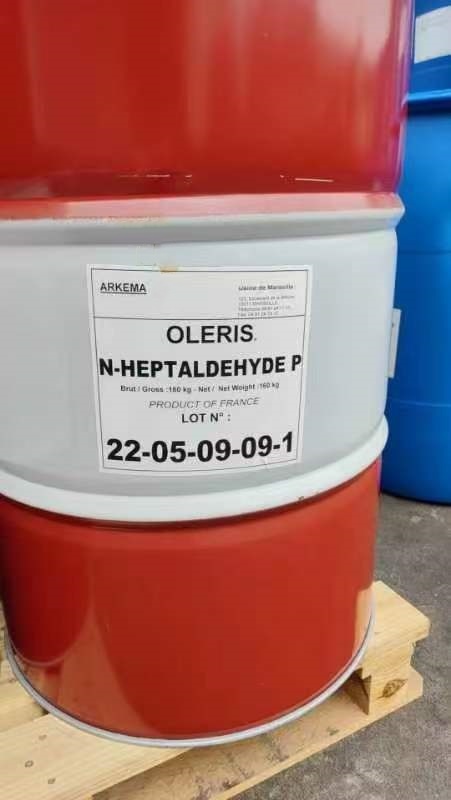 ARKEMA
Usine de Marseille :
OLERIS®
N-HEPTALDEHYDE P
Brut / Gross :180 kg - Net / Net Weight :160 kg
PRODUCT OF FRANCE
LOT N° :
22-05-09-09-1